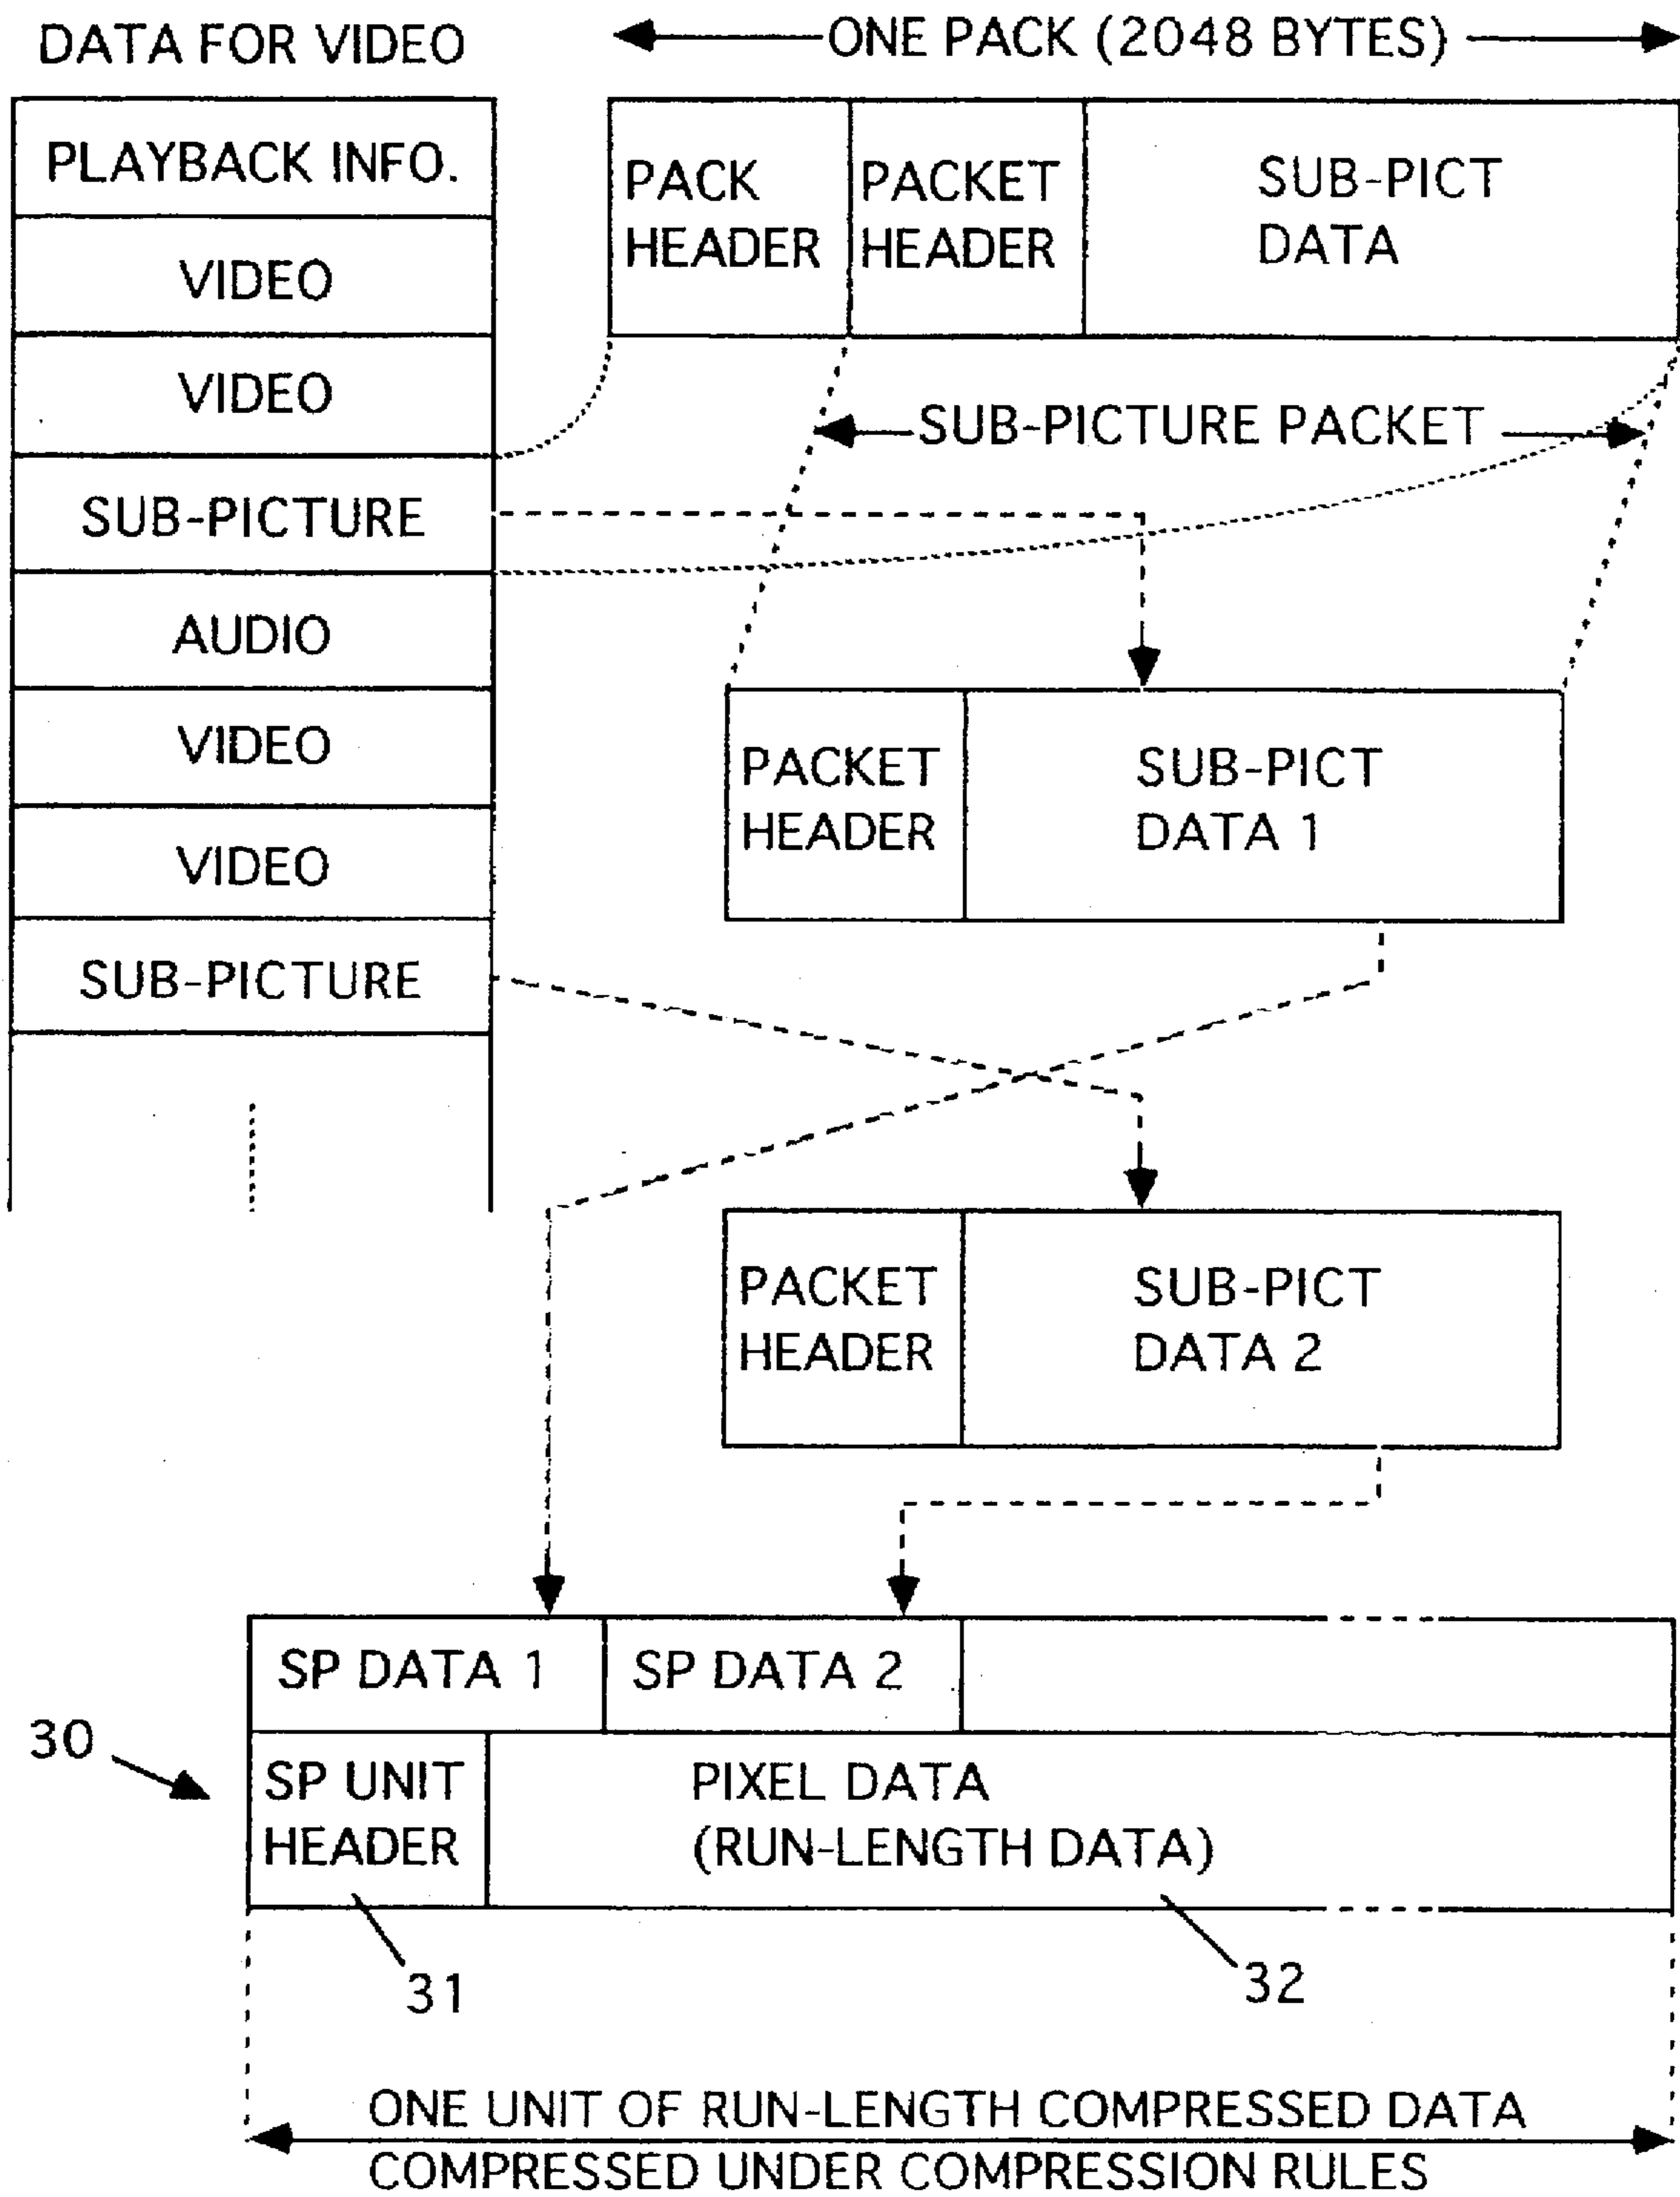 DATA FOR VIDEO
ONE PACK (2048 BYTES)
PLAYBACK INFO.
VIDEO
VIDEO
SUB-PICTURE
AUDIO
VIDEO
VIDEO
SUB-PICTURE
PACK
HEADER
PACKET
HEADER
SUB-PICT
DATA
SUB-PICTURE PACKET
PACKET
HEADER
SUB-PICT
DATA 1
PACKET
HEADER
SUB-PICT
DATA 2
SP DATA 1
SP DATA 2
30
SP UNIT
HEADER
PIXEL DATA
(RUN-LENGTH DATA)
31
32
ONE UNIT OF RUN-LENGTH COMPRESSED DATA
COMPRESSED UNDER COMPRESSION RULES